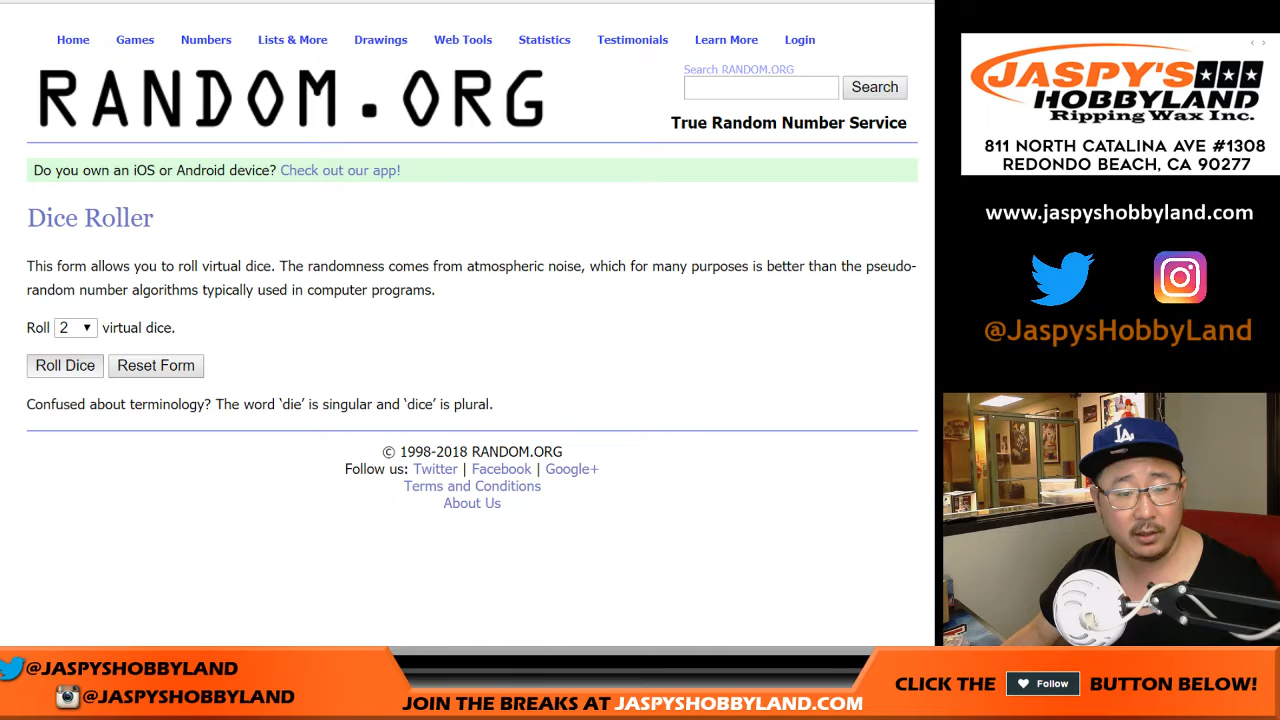 Home Games Numbers Lists & More Drawings Web Tools Statistics Testimonials Learn More Login
RANDOM.ORG
Search RANDOM.ORG
Search
True Random Number Service
Do you own an iOS or Android device? Check out our app!
Dice Roller
This form allows you to roll virtual dice. The randomness comes from atmospheric noise, which for many purposes is better than the pseudo-
random number algorithms typically used in computer programs.
Roll 2 virtual dice.
Roll Dice Reset Form
Confused about terminology? The word ‘die’ is singular and ‘dice’ is plural.
© 1998-2018 RANDOM.ORG
Follow us: Twitter | Facebook | Google+
Terms and Conditions
About Us
JASPY'S
HOBBYLAND
Ripping Wax Inc.
811 NORTH CATALINA AVE #1308
REDONDO BEACH, CA 90277
www.jaspyshobbyland.com
@JaspysHobbyLand
LA
@JASPYSHOBBYLAND
@JASPYSHOBBYLAND
JOIN THE BREAKS AT JASPYSHOBBYLAND.COM
CLICK THE Follow BUTTON BELOW!